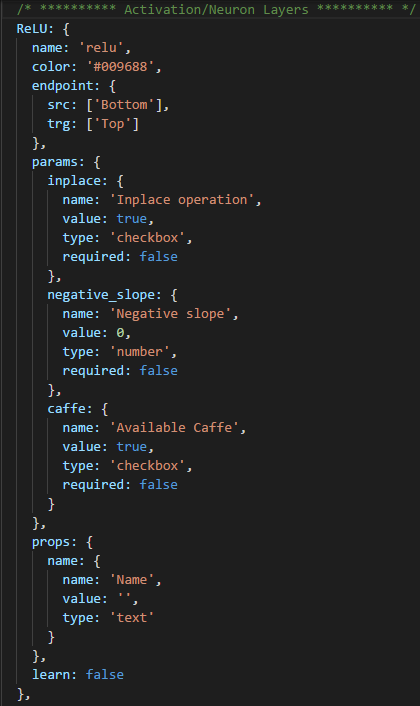 /* ********** Activation/Neuron Layers ********** */
ReLU: {
  name: 'relu',
  color: '#009688',
  endpoint: {
    src: ['Bottom'],
    trg: ['Top']
  },
  params: {
    inplace: {
      name: 'Inplace operation',
      value: true,
      type: 'checkbox',
      required: false
    },
    negative_slope: {
      name: 'Negative slope',
      value: 0,
      type: 'number',
      required: false
    },
    caffe: {
      name: 'Available Caffe',
      value: true,
      type: 'checkbox',
      required: false
    }
  },
  props: {
    name: {
      name: 'Name',
      value: '',
      type: 'text'
    }
  },
  learn: false
},